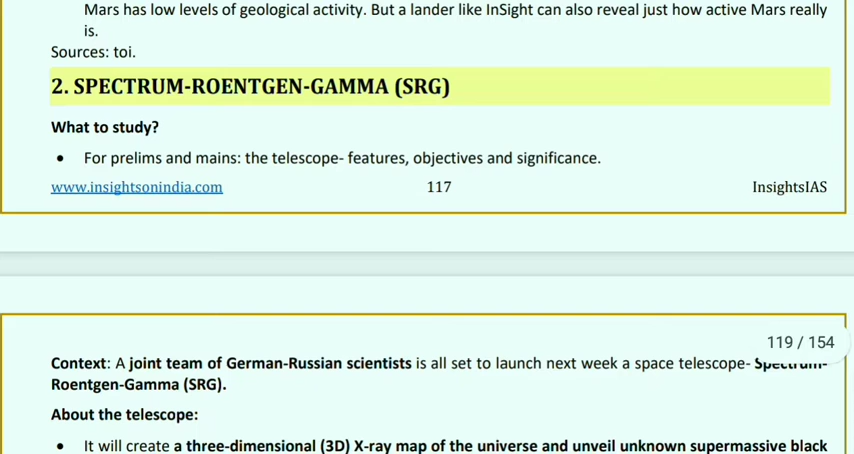 Mars has low levels of geological activity. But a lander like InSight can also reveal just how active Mars really
is.
Sources: toi.
2. SPECTRUM-ROENTGEN-GAMMA (SRG)
What to study?
• For prelims and mains: the telescope- features, objectives and significance.
www.insightsonindia.com 117 InsightsIAS
119 / 154
Context: A joint team of German-Russian scientists is all set to launch next week a space telescope- Spectrum-
Roentgen-Gamma (SRG).
About the telescope:
• It will create a three-dimensional (3D) X-ray map of the universe and unveil unknown supermassive black